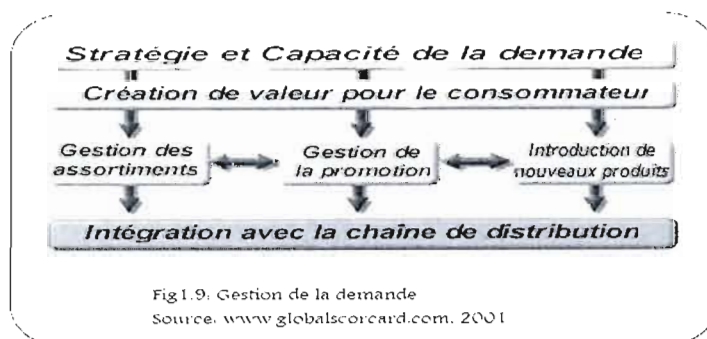 Stratégie et Capacité de la demande
Création de valeur pour le consommateur
Gestion des
assortiments
Gestion de
la promotion
Introduction de
nouveaux produits
Intégration avec la chaîne de distribution
Fig1.9: Gestion de la demande
Source: www.globalscorcard.com, 2001